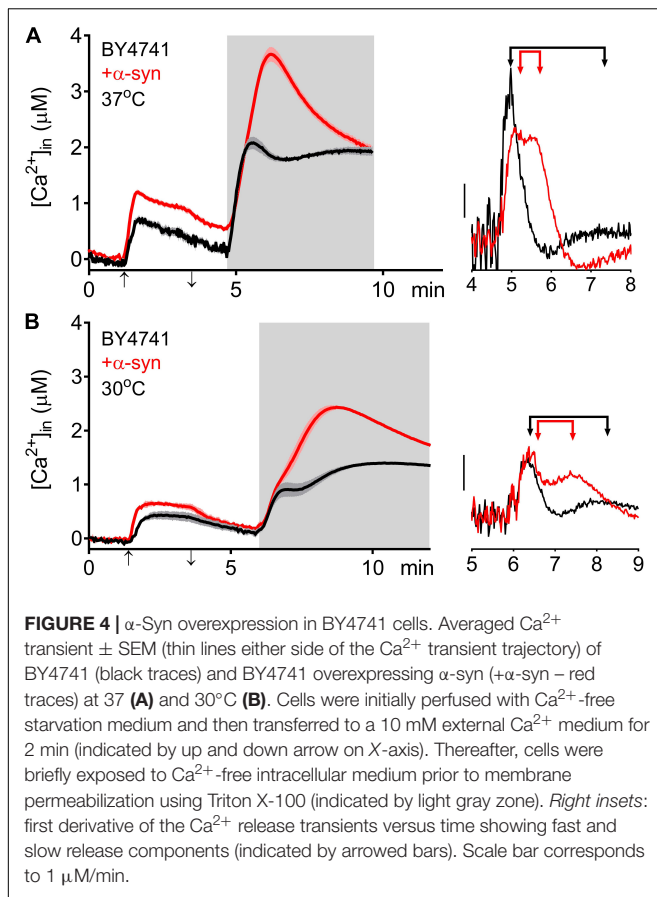 A
BY4741
+α-syn
37°C
[Ca2+]in (μM)
4
3
2
1
0
0
5
10
min
4
5
6
7
8
B
BY4741
+α-syn
30°C
[Ca2+]in (μM)
4
3
2
1
0
0
5
10
min
5
6
7
8
9
FIGURE 4 | α-Syn overexpression in BY4741 cells. Averaged Ca2+
transient ± SEM (thin lines either side of the Ca2+ transient trajectory) of
BY4741 (black traces) and BY4741 overexpressing α-syn (+α-syn – red
traces) at 37 (A) and 30°C (B). Cells were initially perfused with Ca2+-free
starvation medium and then transferred to a 10 mM external Ca2+ medium for
2 min (indicated by up and down arrow on X-axis). Thereafter, cells were
briefly exposed to Ca2+-free intracellular medium prior to membrane
permeabilization using Triton X-100 (indicated by light gray zone). Right insets:
first derivative of the Ca2+ release transients versus time showing fast and
slow release components (indicated by arrowed bars). Scale bar corresponds
to 1 μM/min.